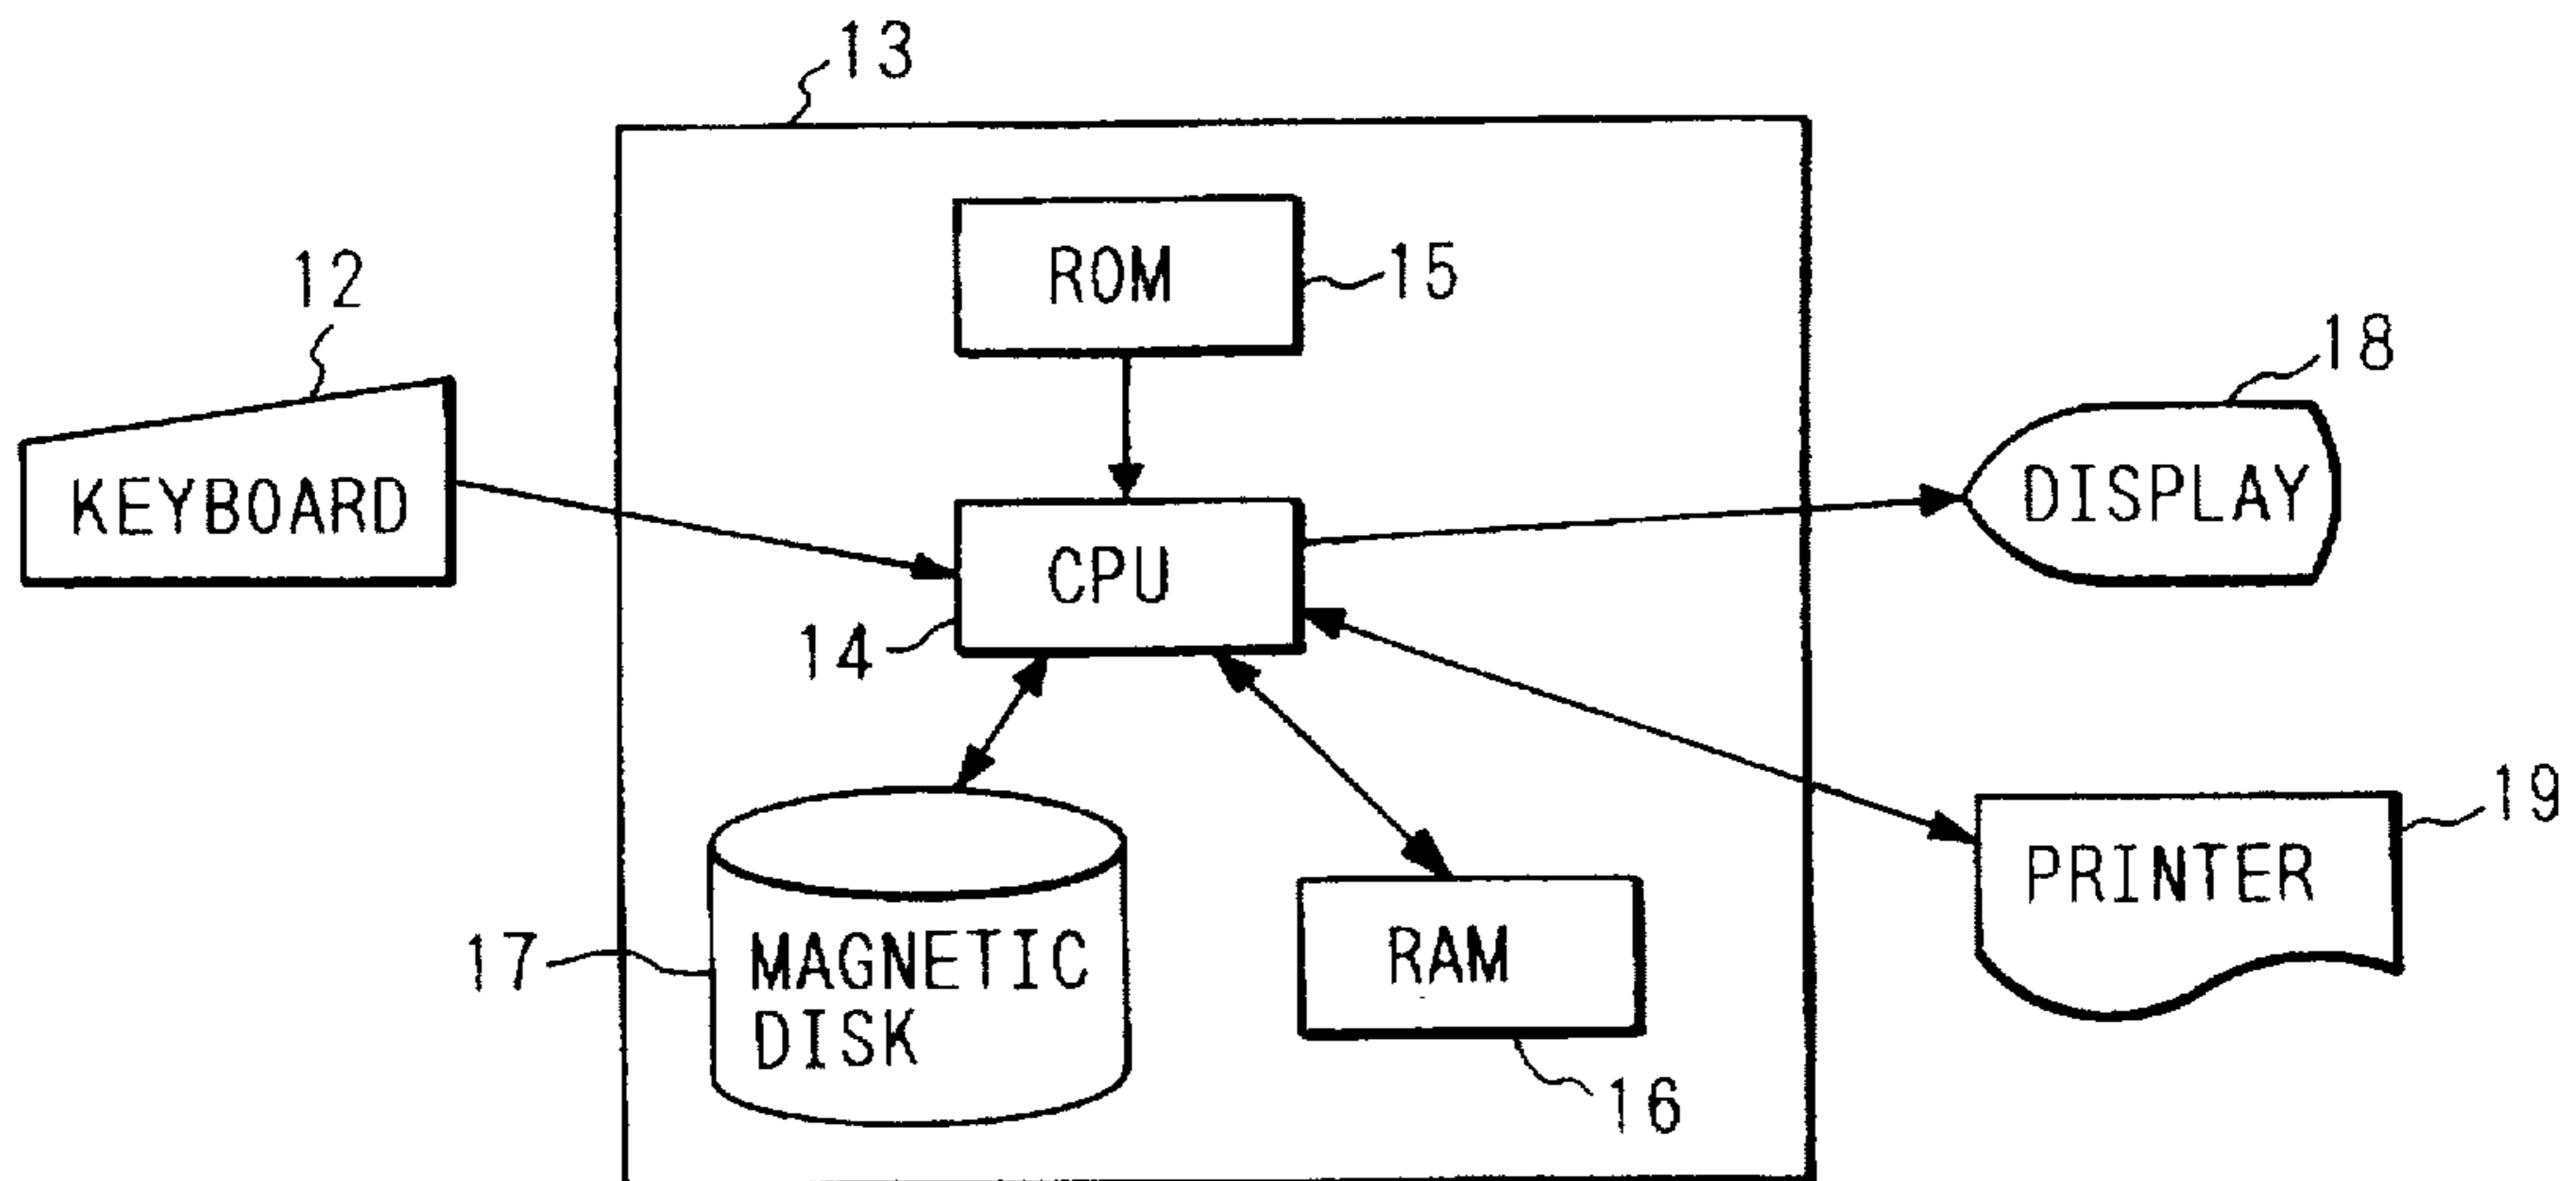 13
ROM
15
12
KEYBOARD
18
DISPLAY
CPU
14
19
PRINTER
17
MAGNETIC
DISK
RAM
16